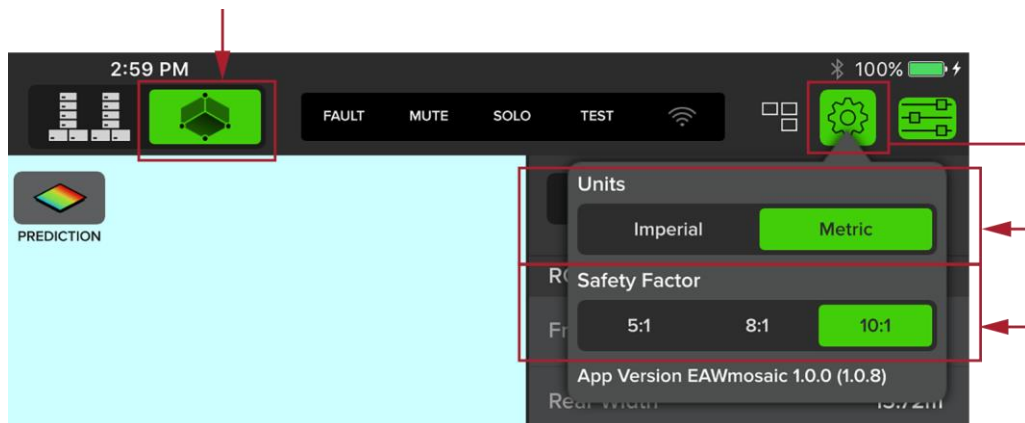 2:59 PM
100%
FAULT MUTE SOLO TEST
PREDICTION
Units
Imperial Metric
Safety Factor
5:1 8:1 10:1
App Version EAWmosaic 1.0.0 (1.0.8)